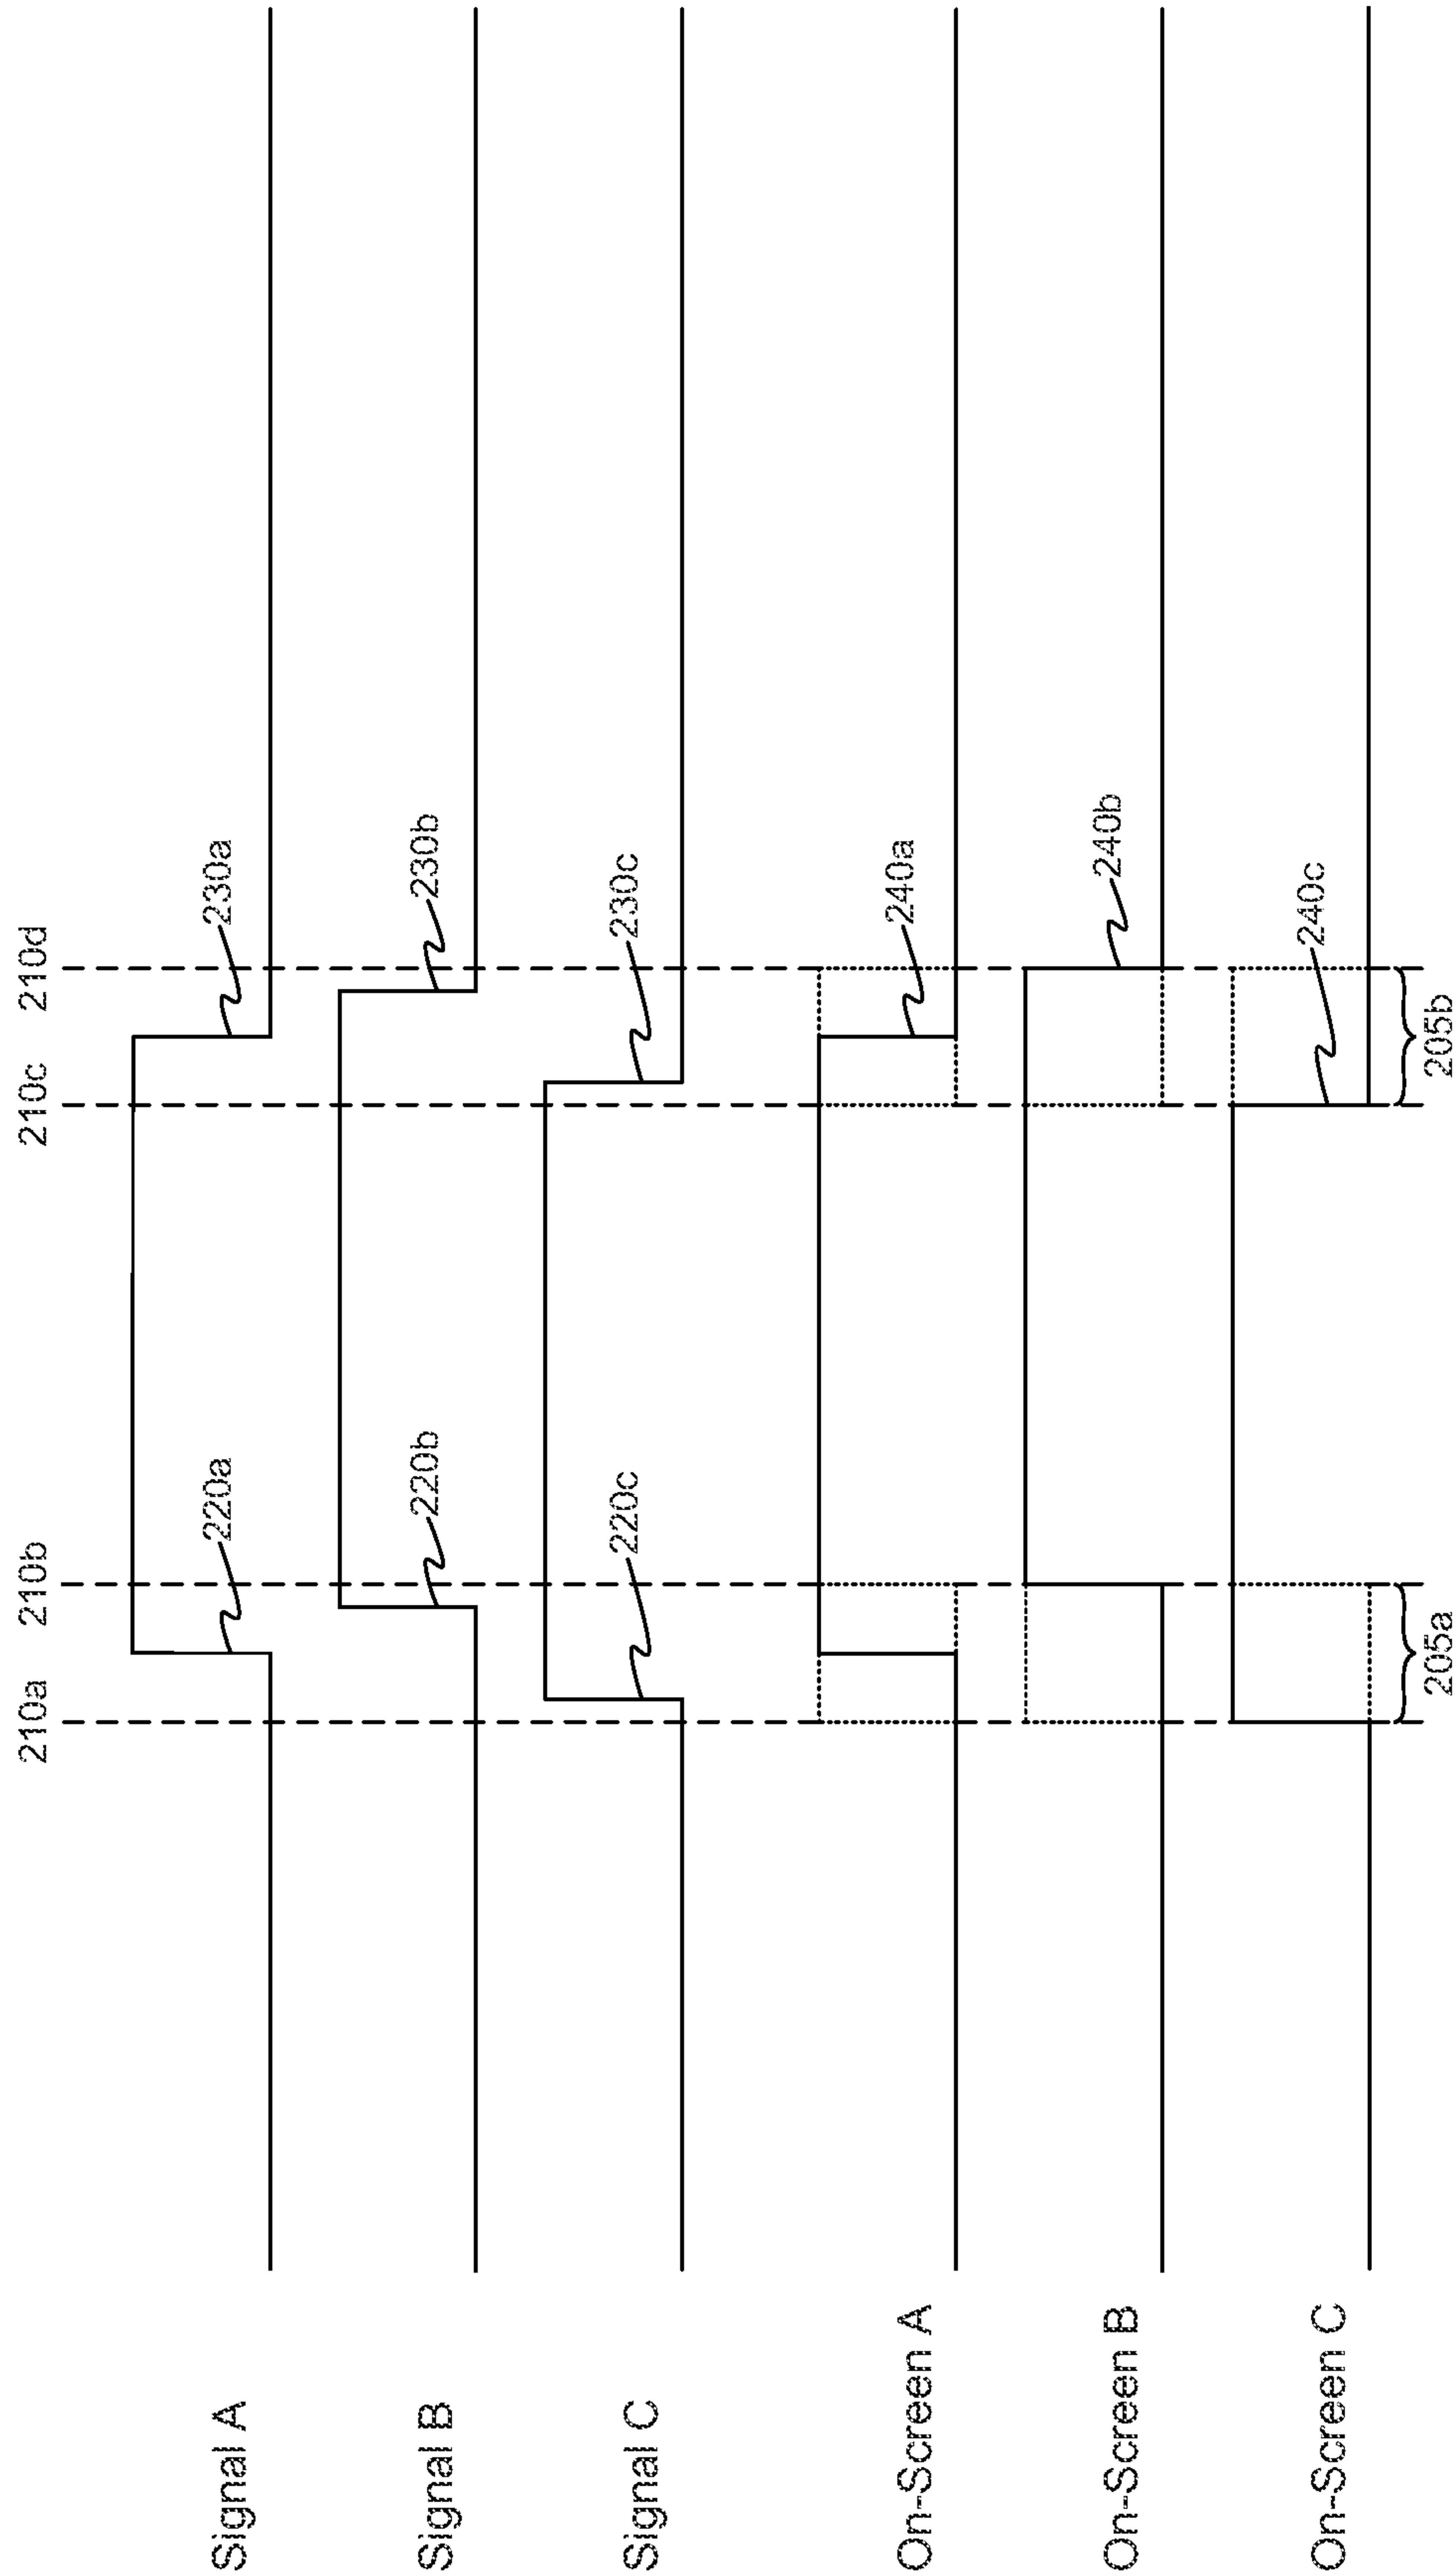 210a
210b
210c
210d
Signal A
220a
230a
Signal B
220b
230b
Signal C
220c
230c
On-Screen A
240a
On-Screen B
240b
On-Screen C
240c
205a
205b